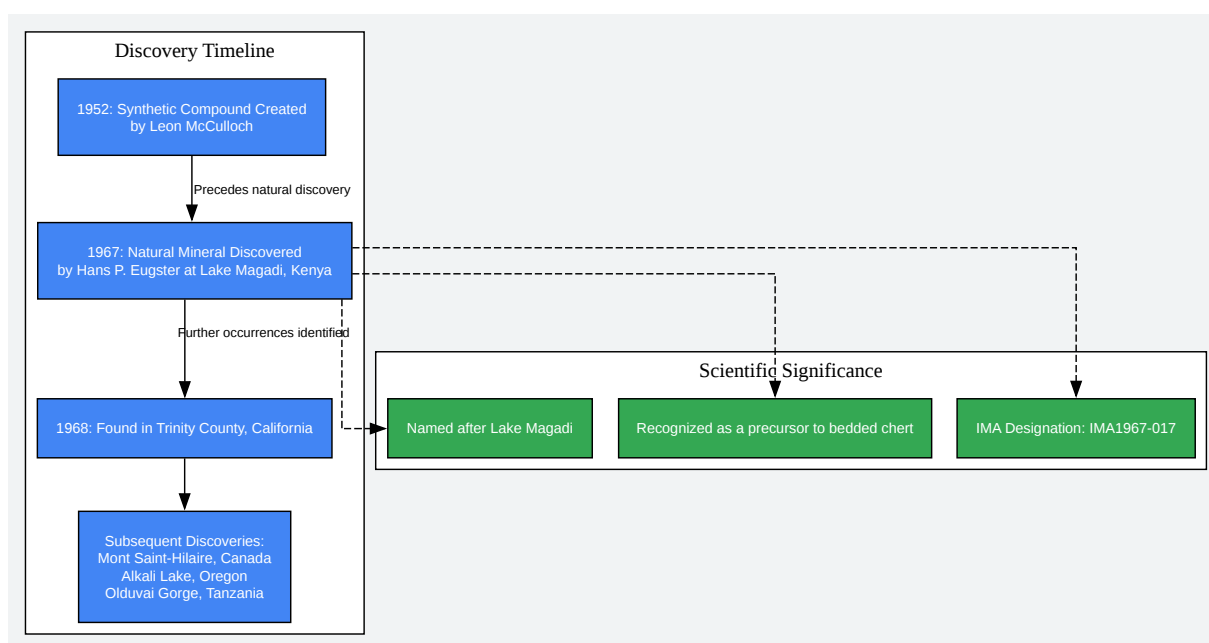 Discovery Timeline
1952: Synthetic Compound Created
by Leon McCulloch
Precedes natural discovery
1967: Natural Mineral Discovered
by Hans P. Eugster at Lake Magadi, Kenya
Further occurrences identified
1968: Found in Trinity County, California
Subsequent Discoveries:
Mont Saint-Hilaire, Canada
Alkali Lake, Oregon
Olduvai Gorge, Tanzania
Scientific Significance
Named after Lake Magadi
Recognized as a precursor to bedded chert
IMA Designation: IMA1967-017